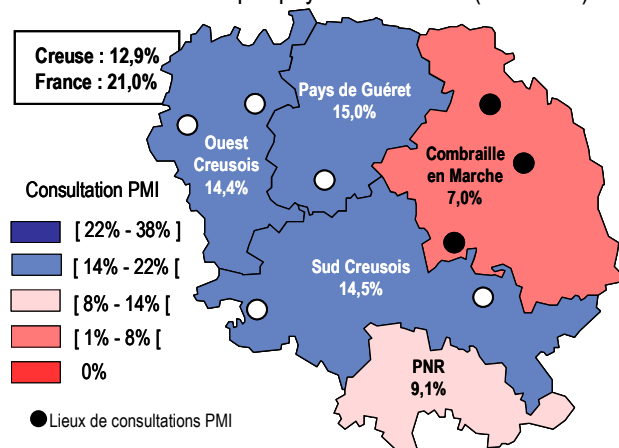 Creuse : 12,9%
France : 21,0%
Pays de Guéret
15,0%
Ouest
Creusois
14,4%
Combraille
en Marche
7,0%
Consultation PMI
[ 22% - 38% ]
[ 14% - 22% [
[ 8% - 14% [
[ 1% - 8% [
0%
Sud Creusois
14,5%
PNR
9,1%
Lieux de consultations PMI